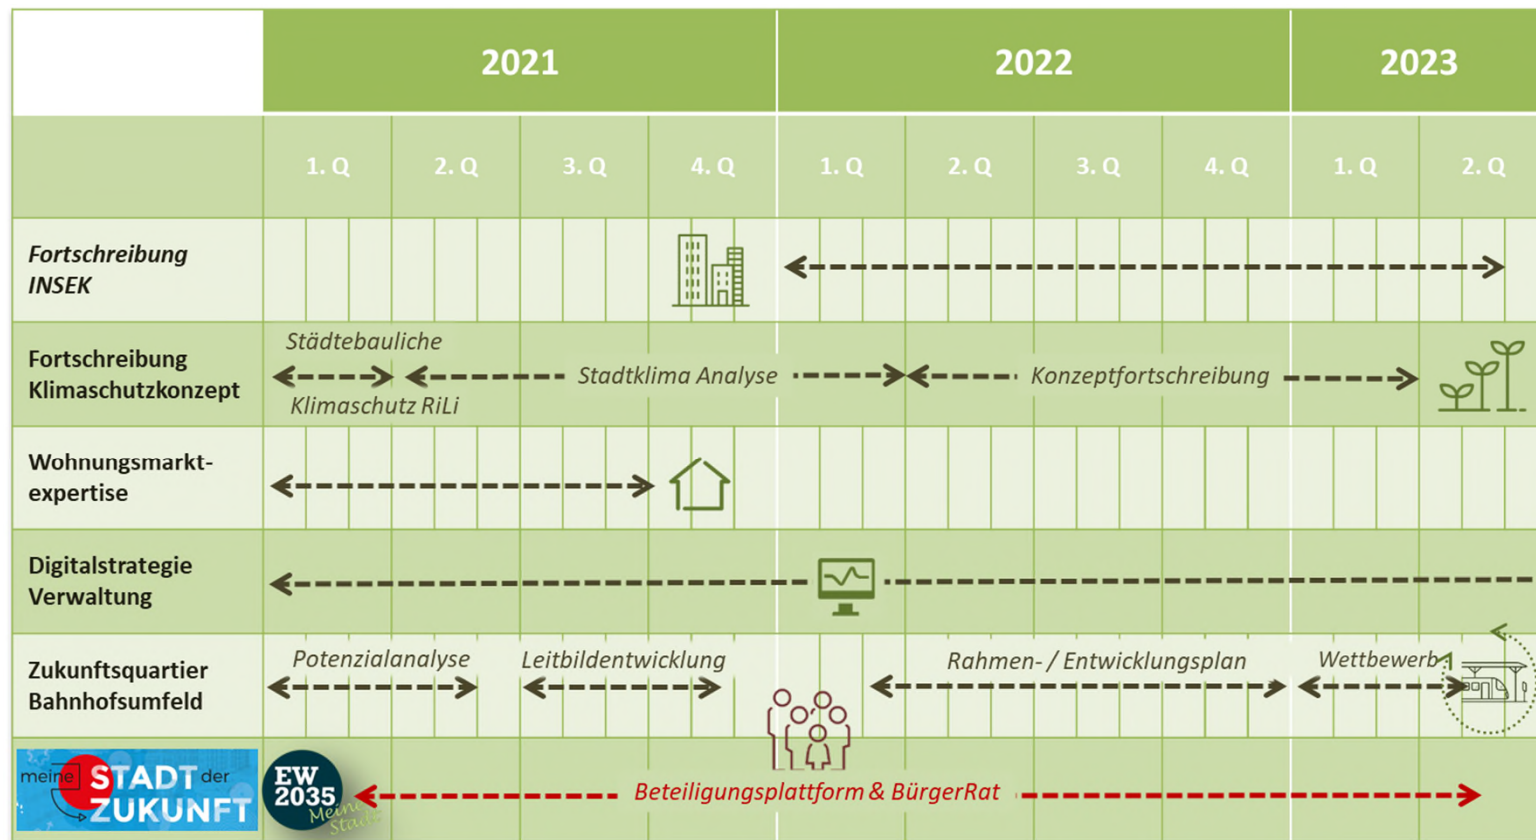 2021
2022
2023
1. Q
2. Q
3. Q
4. Q
1. Q
2. Q
3. Q
4. Q
1. Q
2. Q
Fortschreibung
INSEK
Fortschreibung
Klimaschutzkonzept
Städtebauliche
Klimaschutz RiLi
Stadtklima Analyse
Konzeptfortschreibung
Wohnungsmarkt-
expertise
Digitalstrategie
Verwaltung
Zukunftsquartier
Bahnhofsumfeld
Potenzialanalyse
Leitbildentwicklung
Rahmen- / Entwicklungsplan
Wettbewerb
meine STADT der
ZUKUNFT
EW
2035
Meine
Stadt
Beteiligungsplattform & BürgerRat